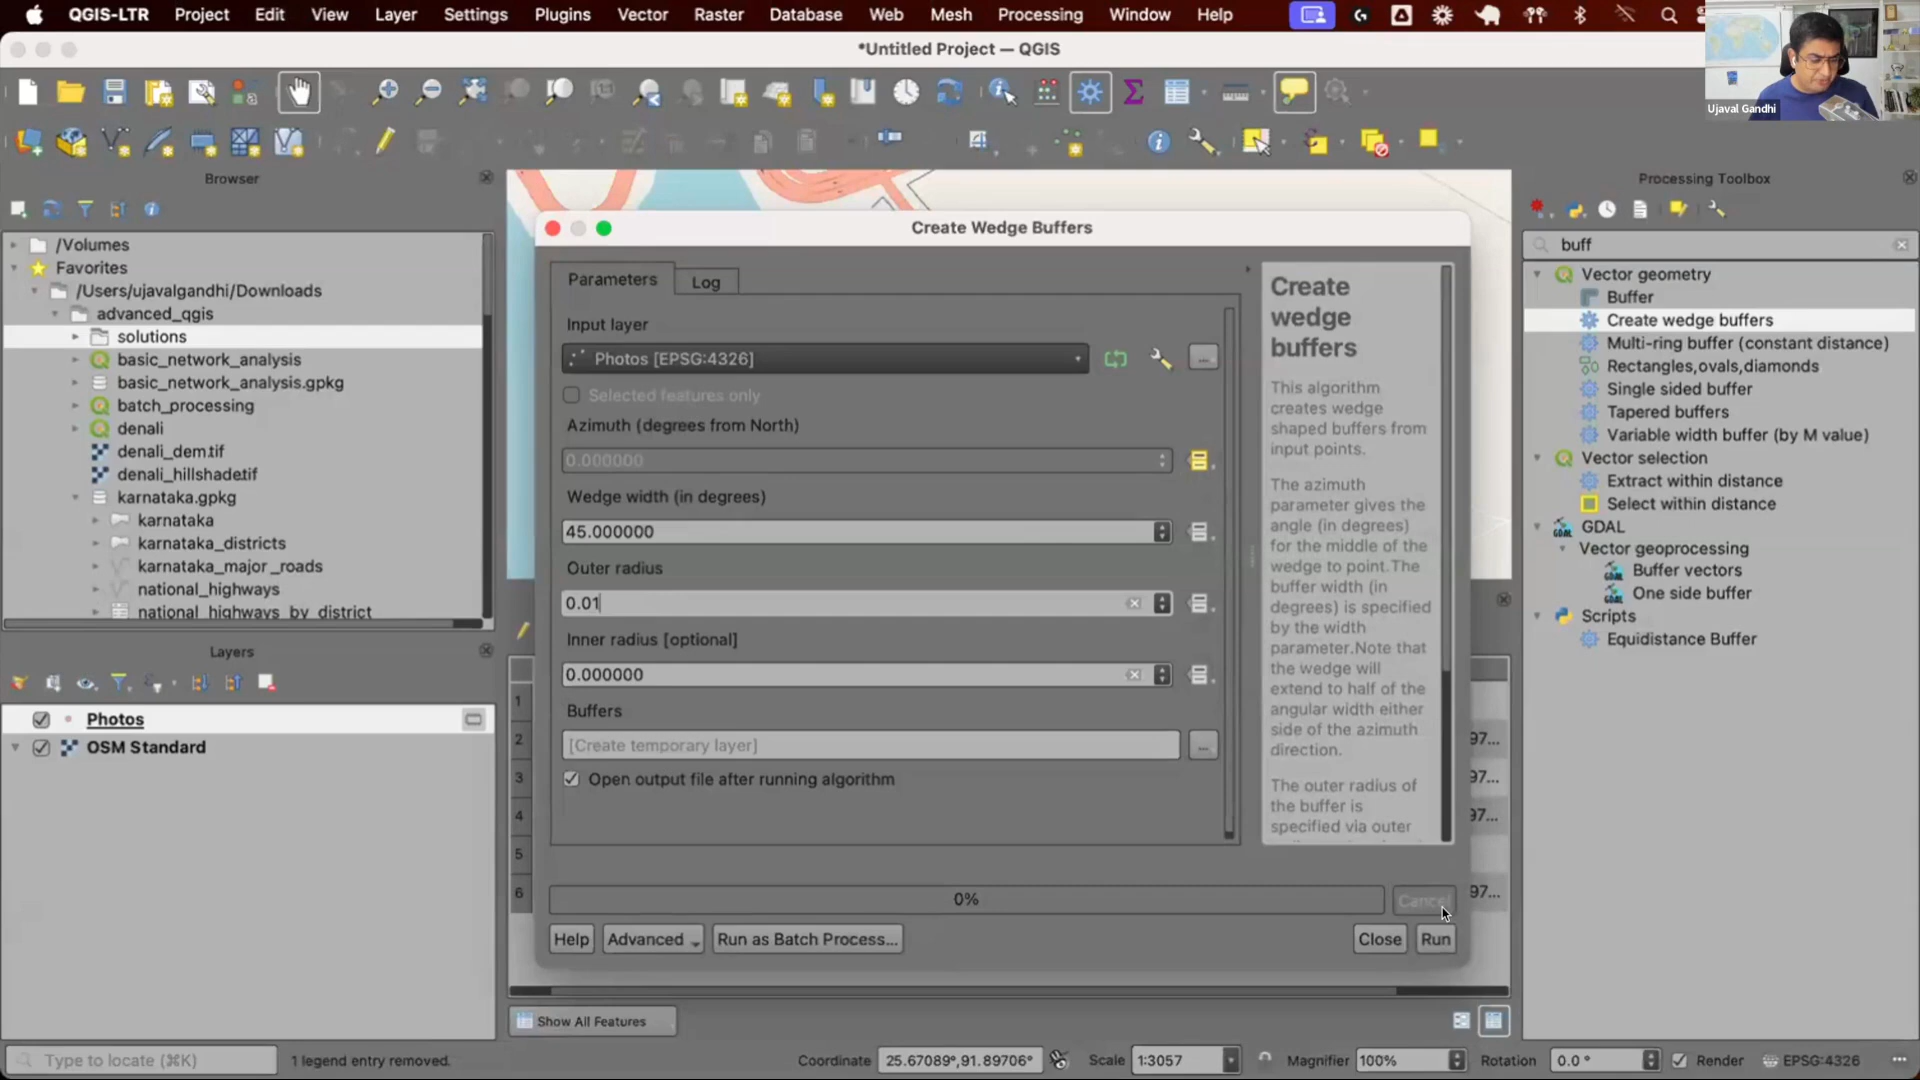 QGIS-LTR Project Edit View Layer Settings Plugins Vector Raster Database Web Mesh Processing Window Help
*Untitled Project — QGIS
Ujaval Gandhi
Browser
/Volumes
Favorites
/Users/ujavalgandhi/Downloads
advanced_qgis
solutions
basic_network_analysis
basic_network_analysis.gpkg
batch_processing
denali
denali_dem.tif
denali_hillshade.tif
karnataka.gpkg
karnataka
karnataka_districts
karnataka_major_roads
national_highways
national_highways_by_district
Layers
Photos
OSM Standard
Create Wedge Buffers
Parameters Log
Input layer
Photos [EPSG:4326]
...
Selected features only
Azimuth (degrees from North)
0.000000
Wedge width (in degrees)
45.000000
Outer radius
0.01
Inner radius [optional]
0.000000
Buffers
[Create temporary layer]
...
Open output file after running algorithm
Create
wedge
buffers
This algorithm
creates wedge
shaped buffers from
input points.
The azimuth
parameter gives the
angle (in degrees)
for the middle of the
wedge to point.The
buffer width (in
degrees) is specified
by the width
parameter.Note that
the wedge will
extend to half of the
angular width either
side of the azimuth
direction.
The outer radius of
the buffer is
specified via outer
0%
Cancel
Help Advanced Run as Batch Process... Close Run
1
2
3
4
5
6
97...
97...
97...
97...
Show All Features
Processing Toolbox
buff
Vector geometry
Buffer
Create wedge buffers
Multi-ring buffer (constant distance)
Rectangles,ovals,diamonds
Single sided buffer
Tapered buffers
Variable width buffer (by M value)
Vector selection
Extract within distance
Select within distance
GDAL
Vector geoprocessing
Buffer vectors
One side buffer
Scripts
Equidistance Buffer
Type to locate (⌘K) 1 legend entry removed. Coordinate 25.67089°,91.89706° Scale 1:3057 Magnifier 100% Rotation 0.0 ° Render EPSG:4326